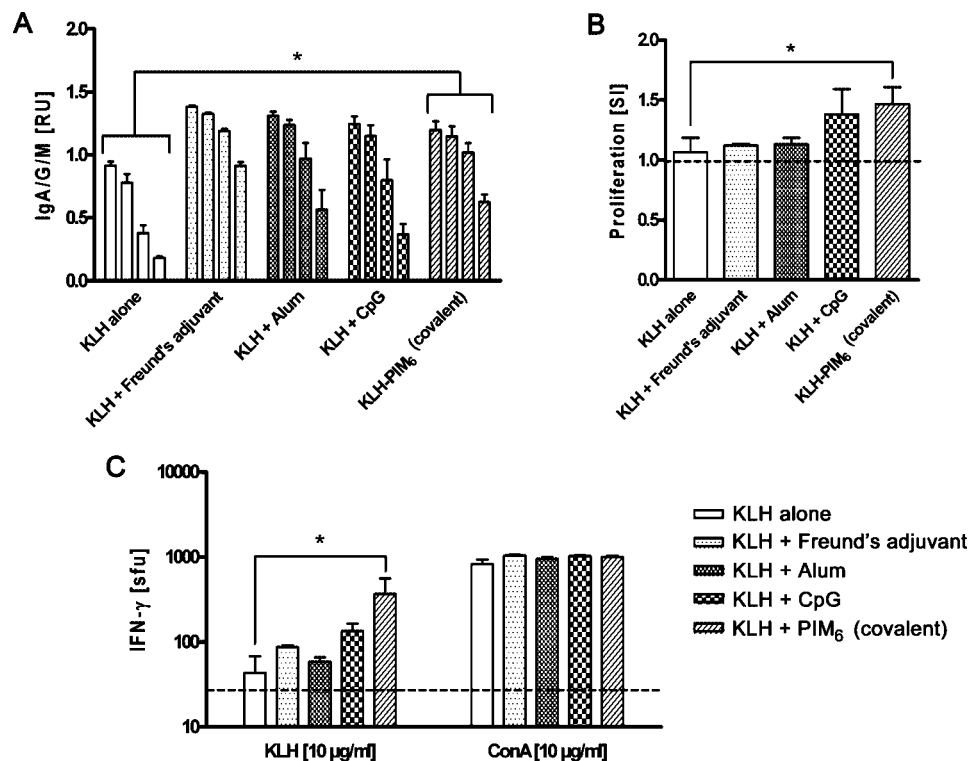 A
IgA/G/M [RU]
2.0
1.5
1.0
0.5
0.0
*
KLH alone
KLH + Freund's adjuvant
KLH + Alum
KLH + CpG
KLH-PIM₆ (covalent)
B
Proliferation [SI]
2.0
1.5
1.0
0.5
0.0
*
KLH alone
KLH + Freund's adjuvant
KLH + Alum
KLH + CpG
KLH-PIM₆ (covalent)
C
IFN-γ [sfu]
10000
1000
100
10
*
KLH [10 µg/ml]
ConA [10 µg/ml]
KLH alone
KLH + Freund's adjuvant
KLH + Alum
KLH + CpG
KLH + PIM₆ (covalent)